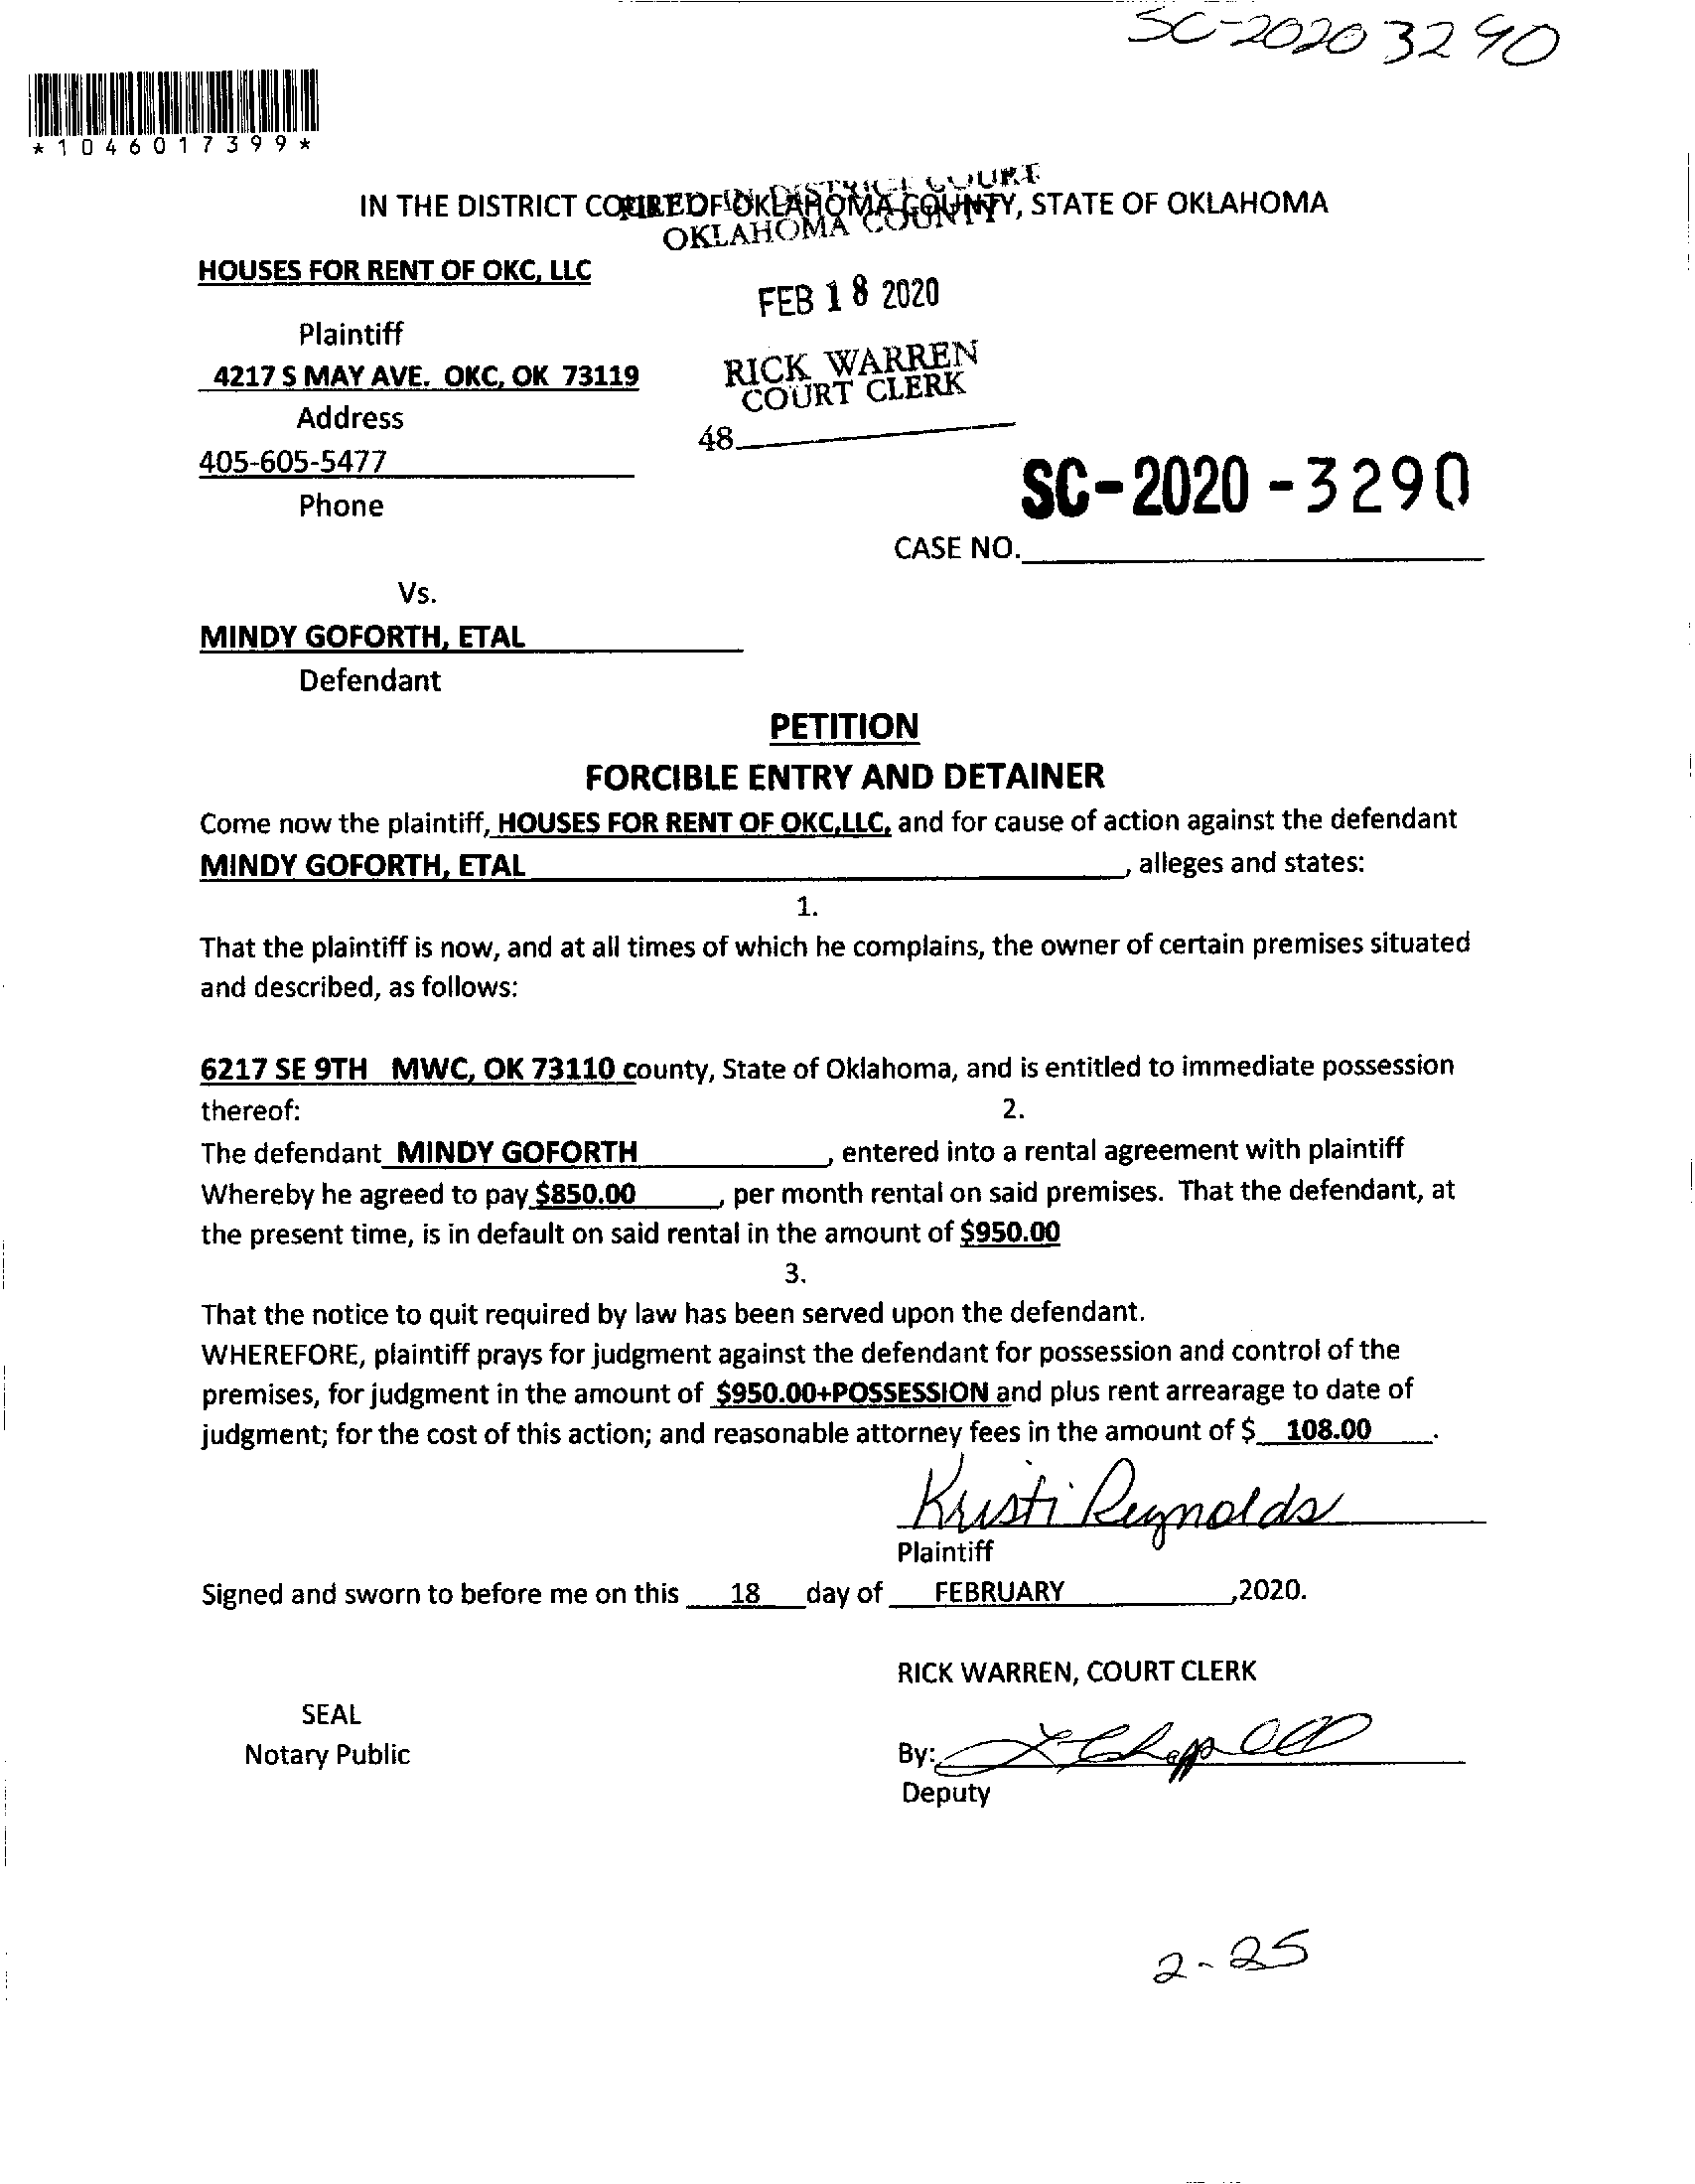 SC-2020 3290
*1046017399*
IN THE DISTRICT COURT OF OKLAHOMA COUNTY, STATE OF OKLAHOMA
FILED IN DISTRICT COURT
OKLAHOMA COUNTY
HOUSES FOR RENT OF OKC, LLC
FEB 18 2020
Plaintiff
4217 S MAY AVE. OKC, OK 73119
RICK WARREN
COURT CLERK
Address
48
405-605-5477
SC-2020-3290
Phone
CASE NO.
Vs.
MINDY GOFORTH, ETAL
Defendant
PETITION
FORCIBLE ENTRY AND DETAINER
Come now the plaintiff, HOUSES FOR RENT OF OKC,LLC, and for cause of action against the defendant
MINDY GOFORTH, ETAL , alleges and states:
1.
That the plaintiff is now, and at all times of which he complains, the owner of certain premises situated
and described, as follows:
6217 SE 9TH MWC, OK 73110 county, State of Oklahoma, and is entitled to immediate possession
thereof: 2.
The defendant MINDY GOFORTH , entered into a rental agreement with plaintiff
Whereby he agreed to pay $850.00 , per month rental on said premises. That the defendant, at
the present time, is in default on said rental in the amount of $950.00
3.
That the notice to quit required by law has been served upon the defendant.
WHEREFORE, plaintiff prays for judgment against the defendant for possession and control of the
premises, for judgment in the amount of $950.00+POSSESSION and plus rent arrearage to date of
judgment; for the cost of this action; and reasonable attorney fees in the amount of $ 108.00 .
Kristi Reynolds
Plaintiff
Signed and sworn to before me on this 18 day of FEBRUARY ,2020.
RICK WARREN, COURT CLERK
SEAL
Notary Public
By:
Deputy
2-25